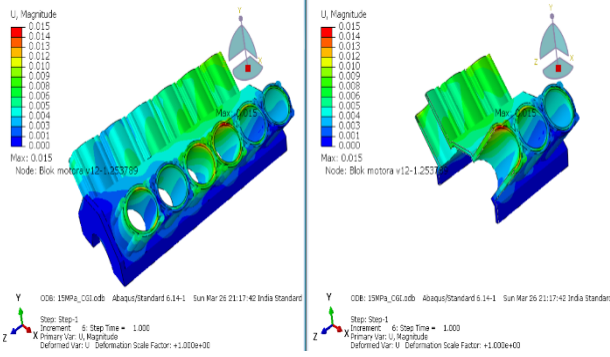 U, Magnitude
0.015
0.014
0.013
0.012
0.010
0.009
0.008
0.006
0.005
0.004
0.003
0.001
0.000
Max: 0.015
Node: Blok motora v12-1.253789
Max: 0.015
Y
X
Y
Z
X
ODB: 15MPa_CGI.odb Abaqus/Standard 6.14-1 Sun Mar 26 21:17:42 India Standard
Step: Step-1
Increment 6: Step Time = 1.000
Primary Var: U, Magnitude
Deformed Var: U Deformation Scale Factor: +1.000e+00
U, Magnitude
0.015
0.014
0.013
0.012
0.010
0.009
0.008
0.006
0.005
0.004
0.003
0.001
0.000
Max: 0.015
Node: Blok motora v12-1.2537
Max: 0.015
Y
Z
X
Y
Z
X
ODB: 15MPa_CGI.odb Abaqus/Standard 6.14-1 Sun Mar 26 21:17:42 India Standard
Step: Step-1
Increment 6: Step Time = 1.000
Primary Var: U, Magnitude
Deformed Var: U Deformation Scale Factor: +1.000e+00